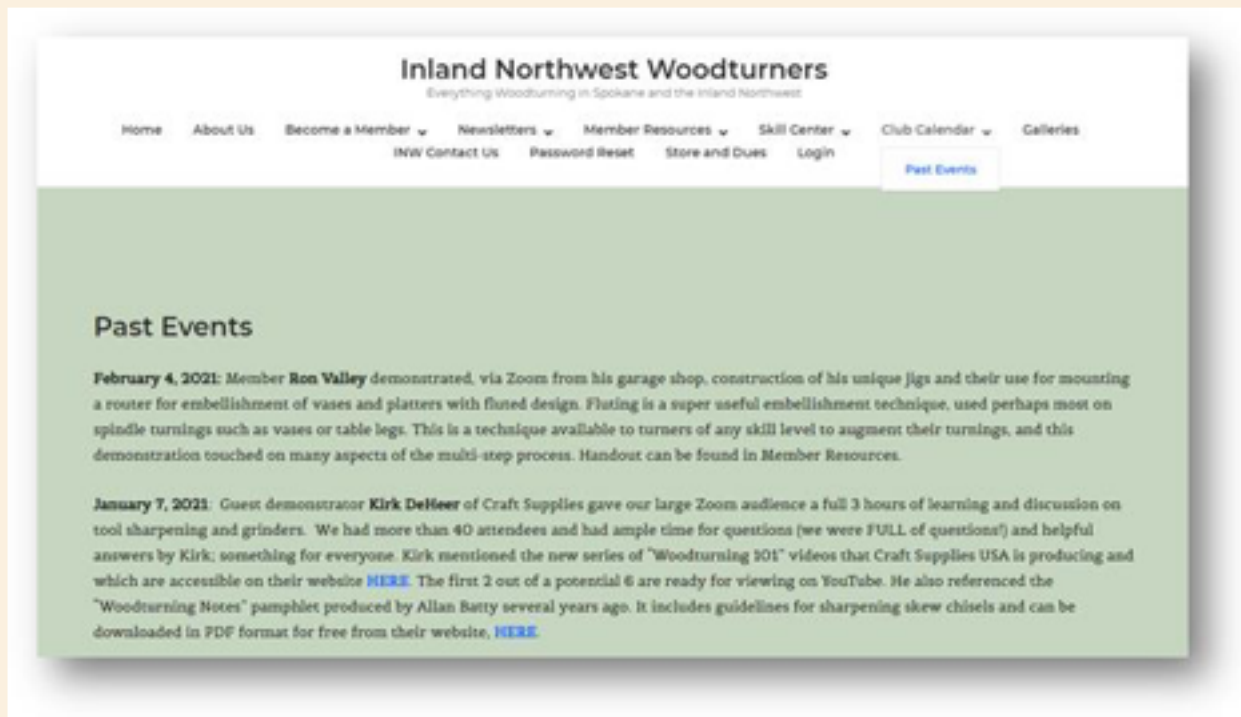 Inland Northwest Woodturners
Everything Woodturning in Spokane and the Inland Northwest
Home About Us Become a Member Newsletters Member Resources Skill Center Club Calendar Galleries
INW Contact Us Password Reset Store and Dues Login
Past Events
Past Events
February 4, 2021: Member Ron Valley demonstrated, via Zoom from his garage shop, construction of his unique jigs and their use for mounting
a router for embellishment of vases and platters with fluted design. Fluting is a super useful embellishment technique, used perhaps most on
spindle turnings such as vases or table legs. This is a technique available to turners of any skill level to augment their turnings, and this
demonstration touched on many aspects of the multi-step process. Handout can be found in Member Resources.
January 7, 2021: Guest demonstrator Kirk DeHeer of Craft Supplies gave our large Zoom audience a full 3 hours of learning and discussion on
tool sharpening and grinders. We had more than 40 attendees and had ample time for questions (we were FULL of questions!) and helpful
answers by Kirk; something for everyone. Kirk mentioned the new series of "Woodturning 101" videos that Craft Supplies USA is producing and
which are accessible on their website HERE. The first 2 out of a potential 6 are ready for viewing on YouTube. He also referenced the
"Woodturning Notes" pamphlet produced by Allan Batty several years ago. It includes guidelines for sharpening skew chisels and can be
downloaded in PDF format for free from their website, HERE.